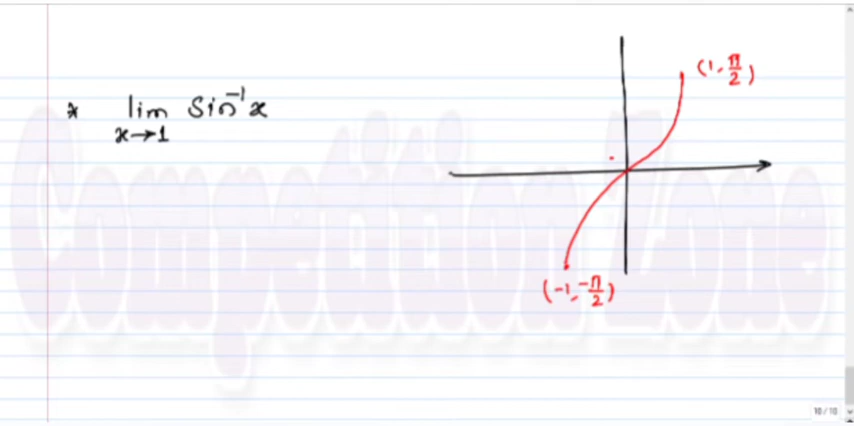 (1, π/2)
* lim sin⁻¹x
x→1
(-1, -π/2)
Competition Zone
10 / 10